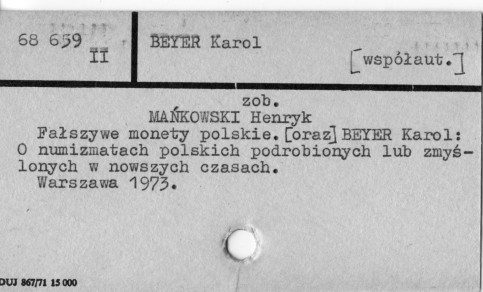 68 659
II
BEYER Karol
[współaut.]
zob.
MAŃKOWSKI Henryk
Fałszywe monety polskie. [oraz] BEYER Karol:
O numizmatach polskich podrobionych lub zmyś-
lonych w nowszych czasach.
Warszawa 1973.
DUJ 867/71 15 000